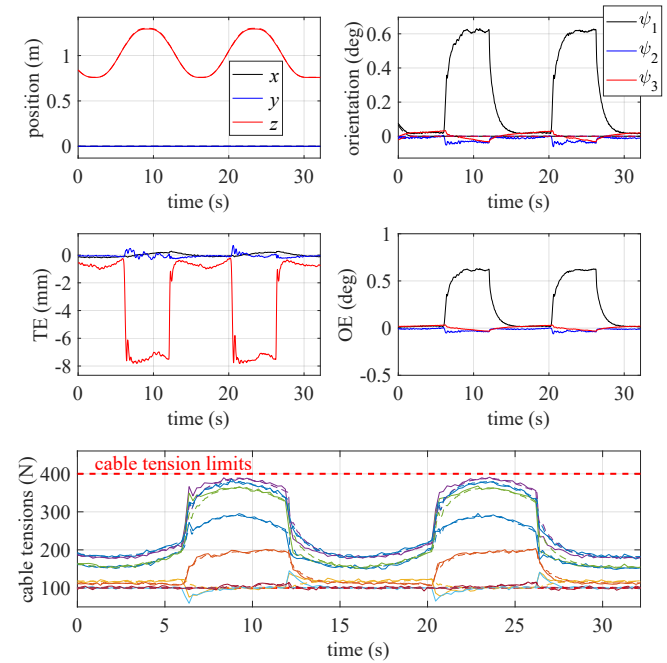 position (m)
1
0.5
0
0
10
20
30
time (s)
x
y
z
orientation (deg)
0.6
0.4
0.2
0
0
10
20
30
time (s)
ψ1
ψ2
ψ3
TE (mm)
0
-2
-4
-6
-8
0
10
20
30
time (s)
OE (deg)
1
0.5
0
-0.5
0
10
20
30
time (s)
cable tensions (N)
cable tension limits
400
300
200
100
0
5
10
15
20
25
30
time (s)